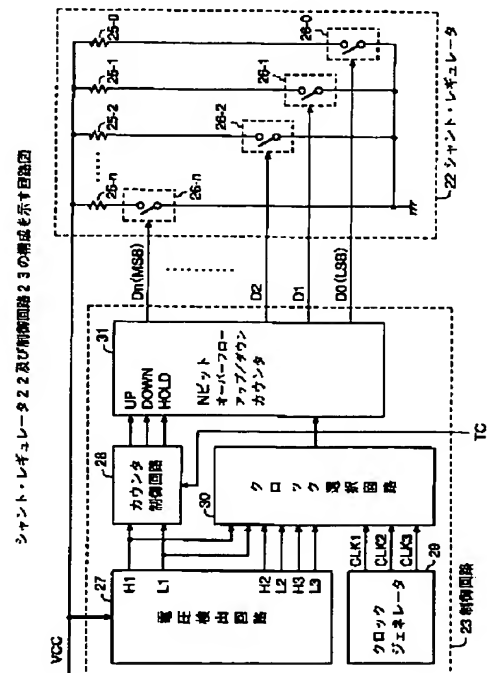 シャント・レギュレータ22及び制御回路23の構成を示す回路図
VCC
27
電圧検出回路
H1
L1
H2
L2
H3
L3
28
カウンタ
制御回路
UP
DOWN
HOLD
31
Nビット
オーバーフロー
アップ/ダウン
カウンタ
30
クロック
選択回路
クロック
ジェネレータ
29
CLK1
CLK2
CLK3
TC
23 制御回路
Dn(MSB)
D2
D1
D0(LSB)
25-n
26-n
25-2
26-2
25-1
26-1
25-0
26-0
22 シャント・レギュレータ